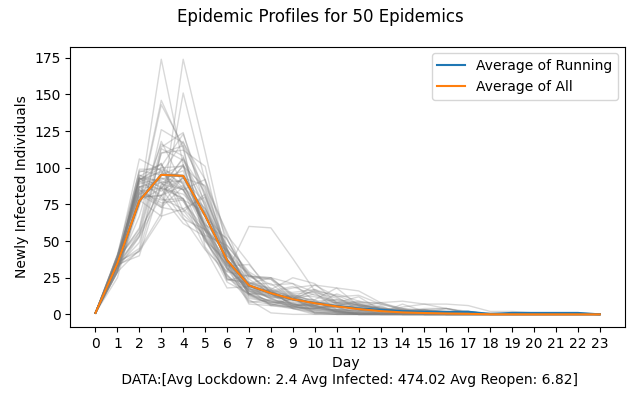 Epidemic Profiles for 50 Epidemics
Average of Running
Average of All
Newly Infected Individuals
175
150
125
100
75
50
25
0
0 1 2 3 4 5 6 7 8 9 10 11 12 13 14 15 16 17 18 19 20 21 22 23
Day
DATA:[Avg Lockdown: 2.4 Avg Infected: 474.02 Avg Reopen: 6.82]